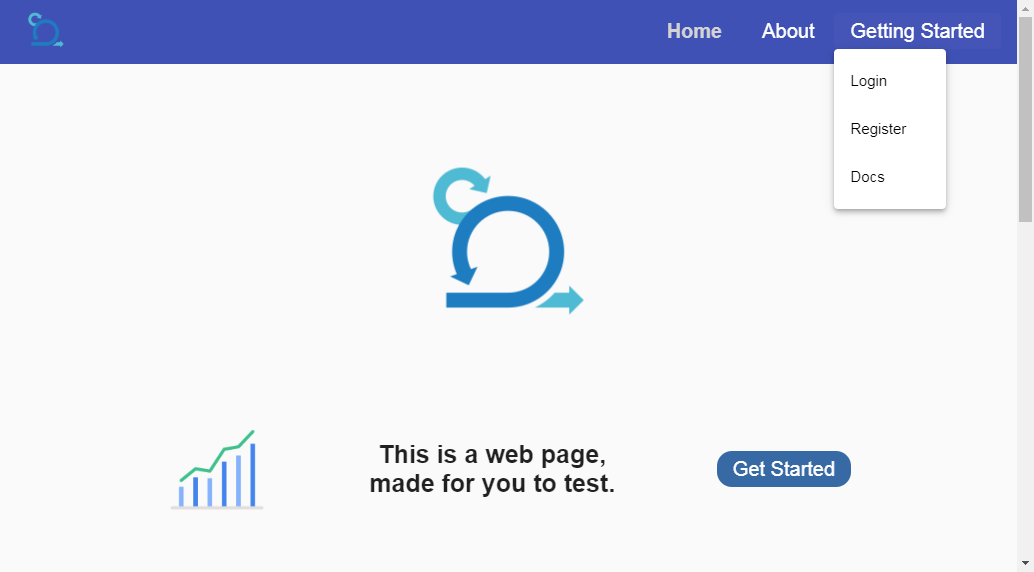 Home About Getting Started
Login
Register
Docs
This is a web page,
made for you to test.
Get Started